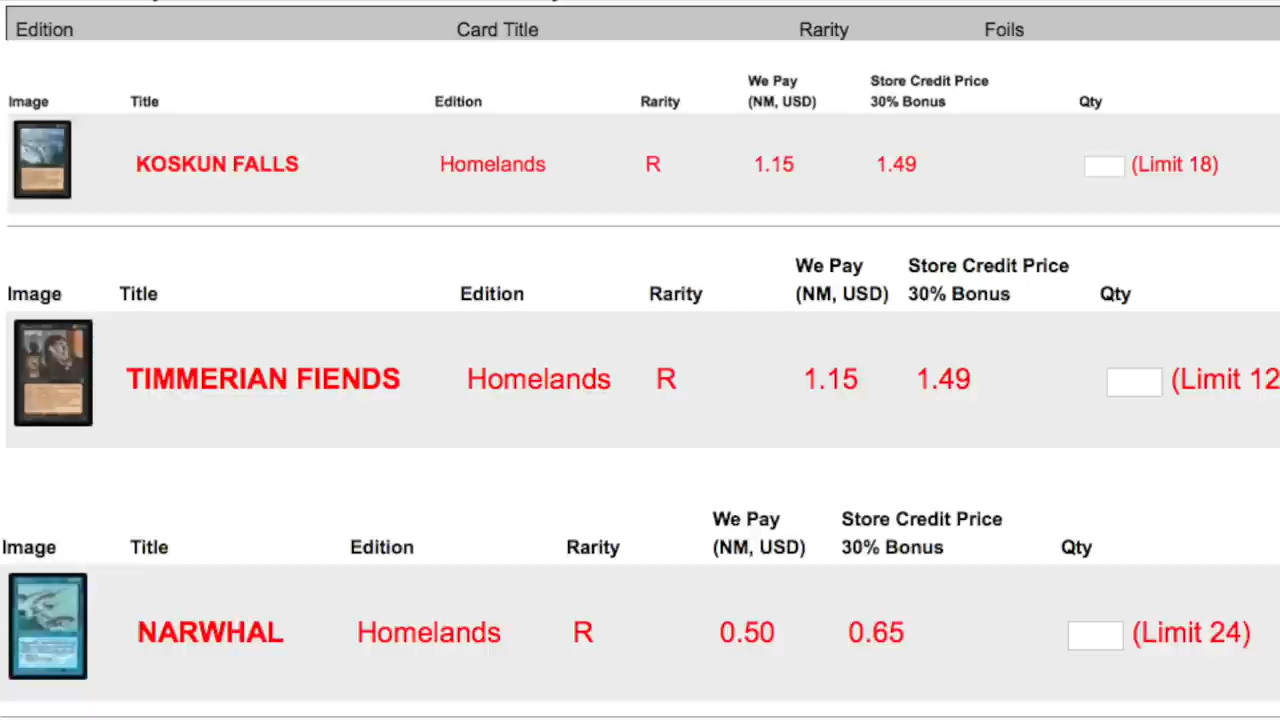 Edition Card Title Rarity Foils
We Pay Store Credit Price
Image Title Edition Rarity (NM, USD) 30% Bonus Qty
KOSKUN FALLS Homelands R 1.15 1.49 (Limit 18)
We Pay Store Credit Price
Image Title Edition Rarity (NM, USD) 30% Bonus Qty
TIMMERIAN FIENDS Homelands R 1.15 1.49 (Limit 12
We Pay Store Credit Price
Image Title Edition Rarity (NM, USD) 30% Bonus Qty
NARWHAL Homelands R 0.50 0.65 (Limit 24)